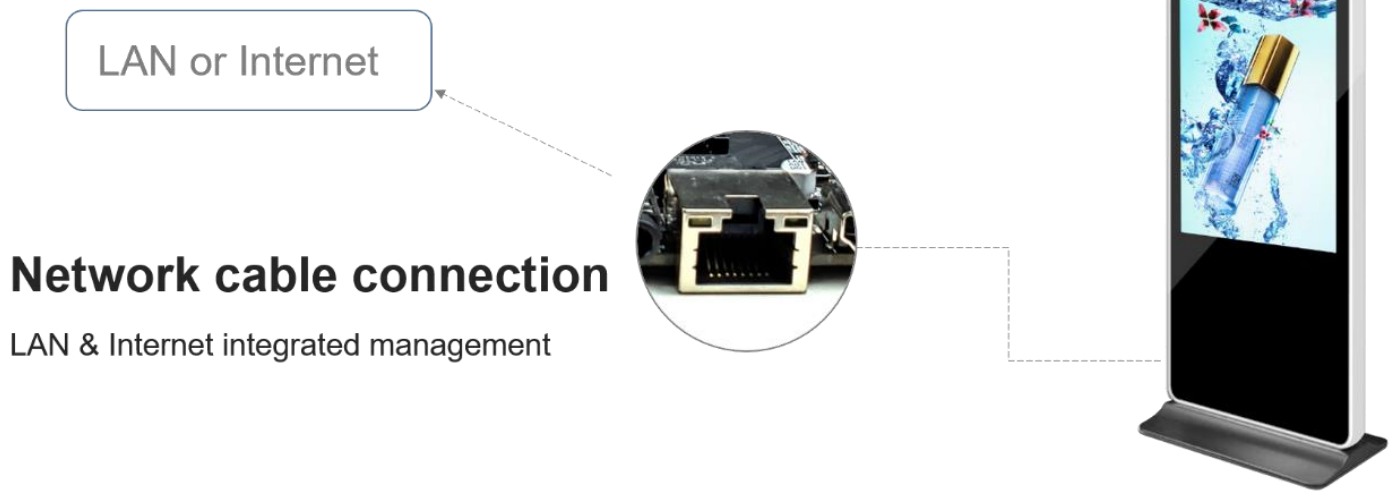 LAN or Internet
Network cable connection
LAN & Internet integrated management